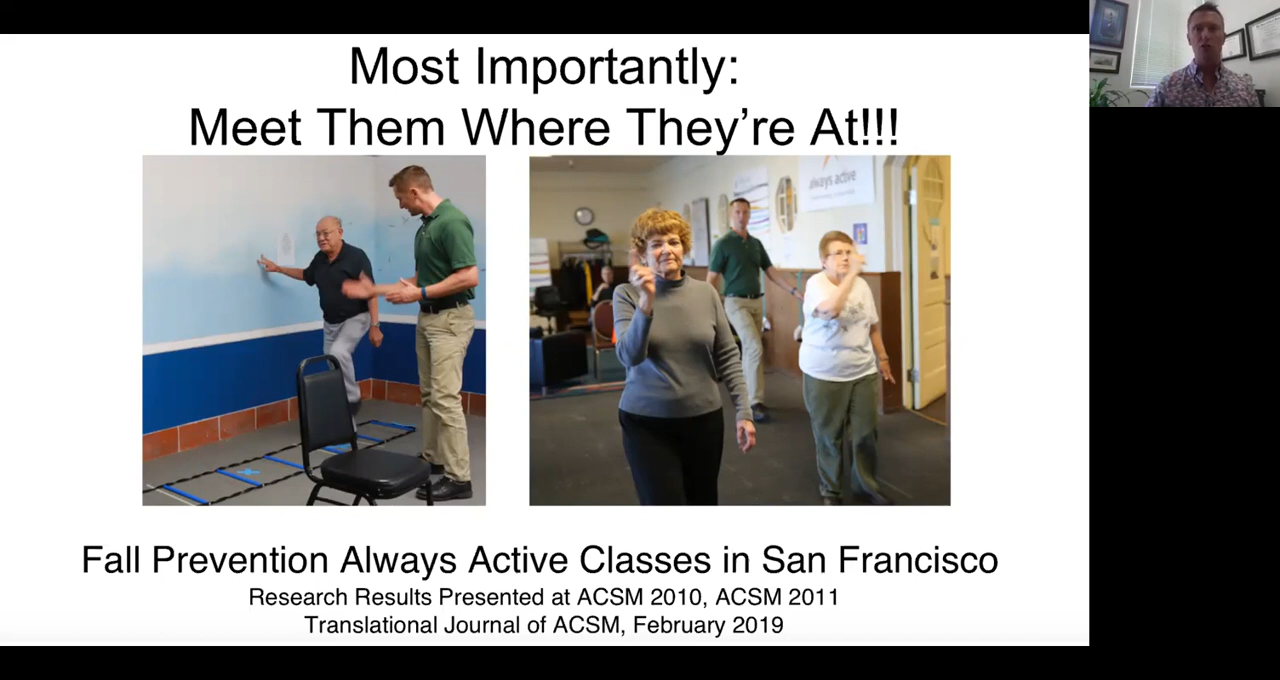 Most Importantly:
Meet Them Where They’re At!!!
always active
Fall Prevention Always Active Classes in San Francisco
Research Results Presented at ACSM 2010, ACSM 2011
Translational Journal of ACSM, February 2019